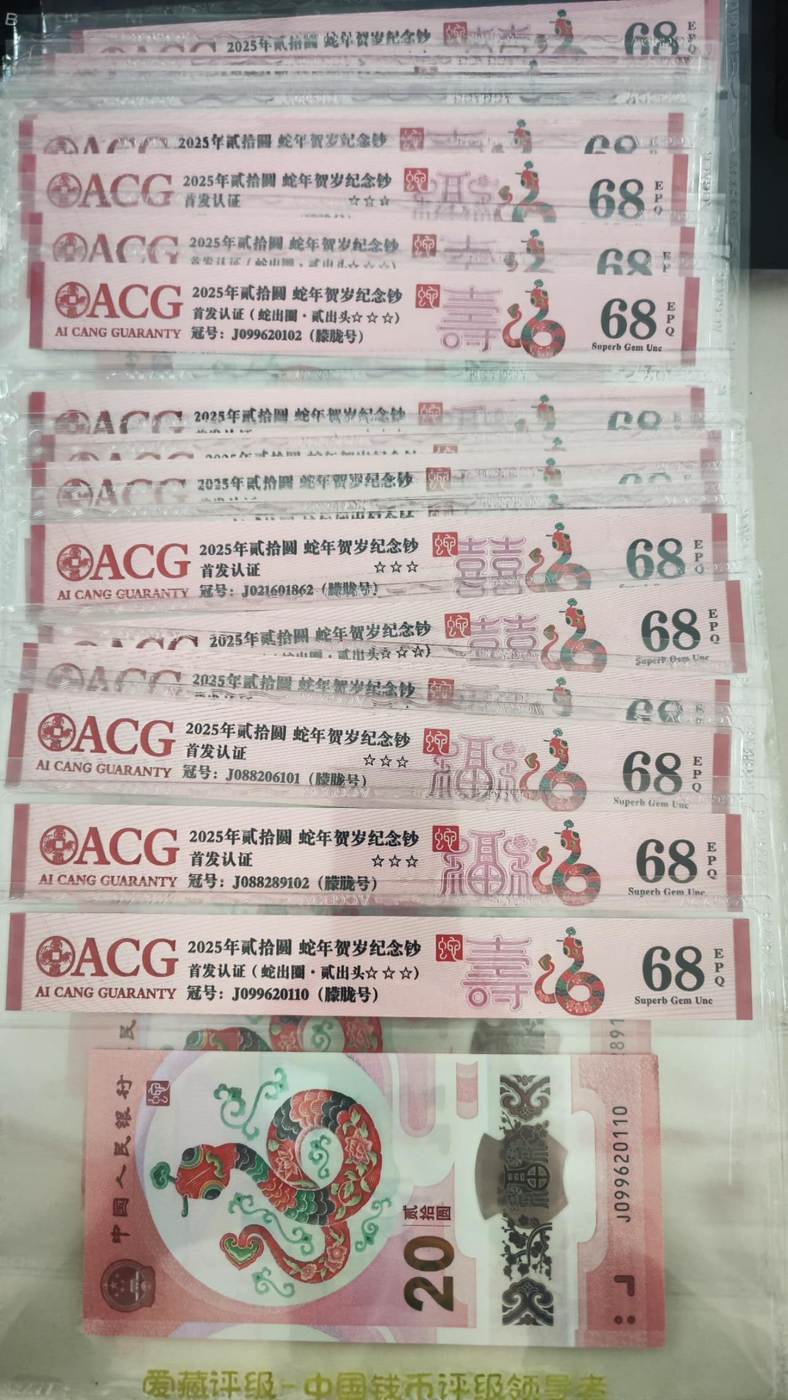 2025年贰拾圆 蛇年贺岁纪念钞
68
EPQ
2025年贰拾圆 蛇年贺岁纪念钞
ACG
2025年贰拾圆 蛇年贺岁纪念钞
首发认证
☆☆☆
68
EPQ
ACG
2025年贰拾圆 蛇年贺岁纪念钞
68
ACG
AI CANG GUARANTY
2025年贰拾圆 蛇年贺岁纪念钞
首发认证(蛇出圈·贰出头☆☆☆)
冠号:J099620102(朦胧号)
壽
68
EPQ
Superb Gem Unc
2025年贰拾圆 蛇年贺岁纪念钞
2025年贰拾圆 蛇年贺岁纪念钞
ACG
AI CANG GUARANTY
2025年贰拾圆 蛇年贺岁纪念钞
首发认证
☆☆☆
冠号:J021601862(朦胧号)
囍
68
EPQ
2025年贰拾圆 蛇年贺岁纪念钞
贰出头☆☆☆)
囍
68
EPQ
Superb Gem Unc
2025年贰拾圆 蛇年贺岁纪念钞
ACG
AI CANG GUARANTY
2025年贰拾圆 蛇年贺岁纪念钞
首发认证
☆☆☆
冠号:J088206101(朦胧号)
福
68
EPQ
Superb Gem Unc
ACG
AI CANG GUARANTY
2025年贰拾圆 蛇年贺岁纪念钞
首发认证
☆☆☆
冠号:J088289102(朦胧号)
福
68
EPQ
Superb Gem Unc
ACG
AI CANG GUARANTY
2025年贰拾圆 蛇年贺岁纪念钞
首发认证(蛇出圈·贰出头☆☆☆)
冠号:J099620110(朦胧号)
壽
68
EPQ
Superb Gem Unc
中国人民银行
贰拾圆
20
福
J099620110
爱藏评级-中国钱币评级领导者